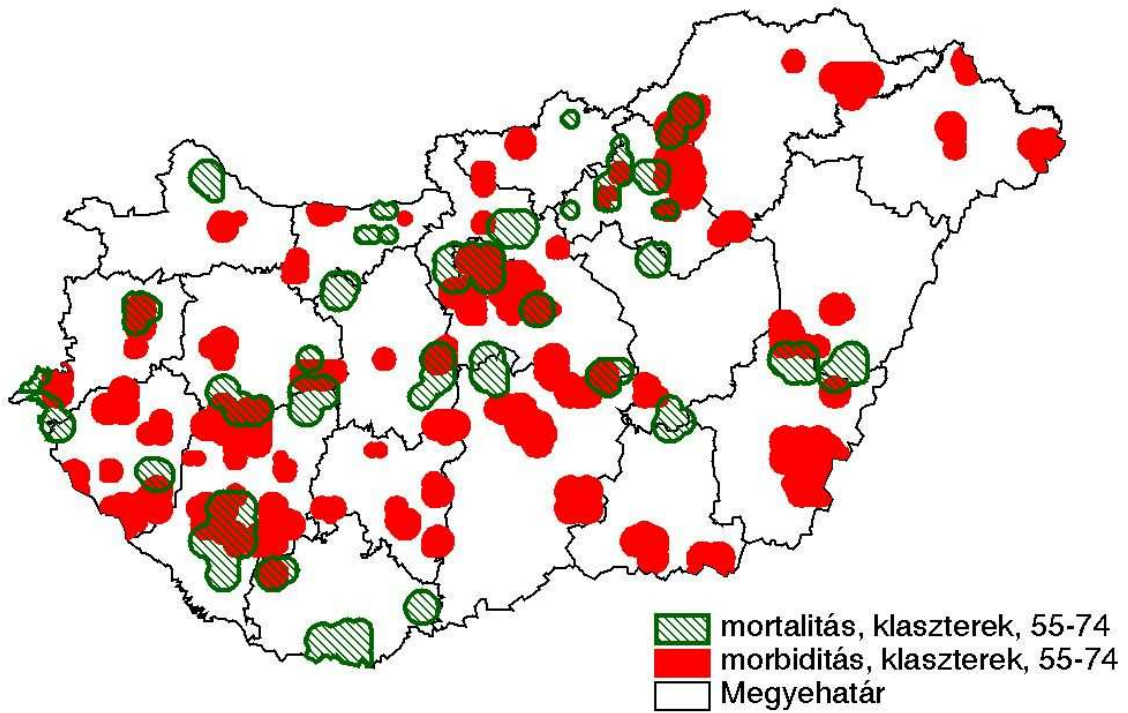 mortalitás, klaszterek, 55-74
morbiditás, klaszterek, 55-74
Megyehatár